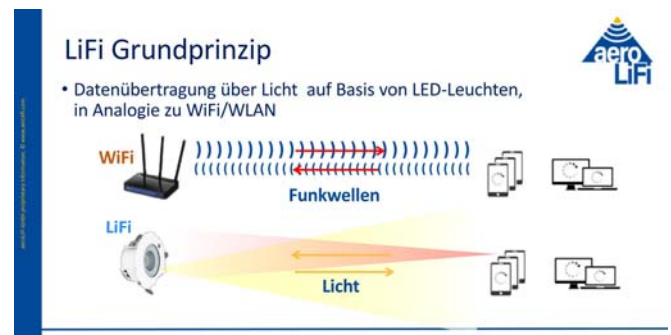 LiFi Grundprinzip
aero
LiFi
• Datenübertragung über Licht auf Basis von LED-Leuchten,
in Analogie zu WiFi/WLAN
WiFi
Funkwellen
LiFi
Licht